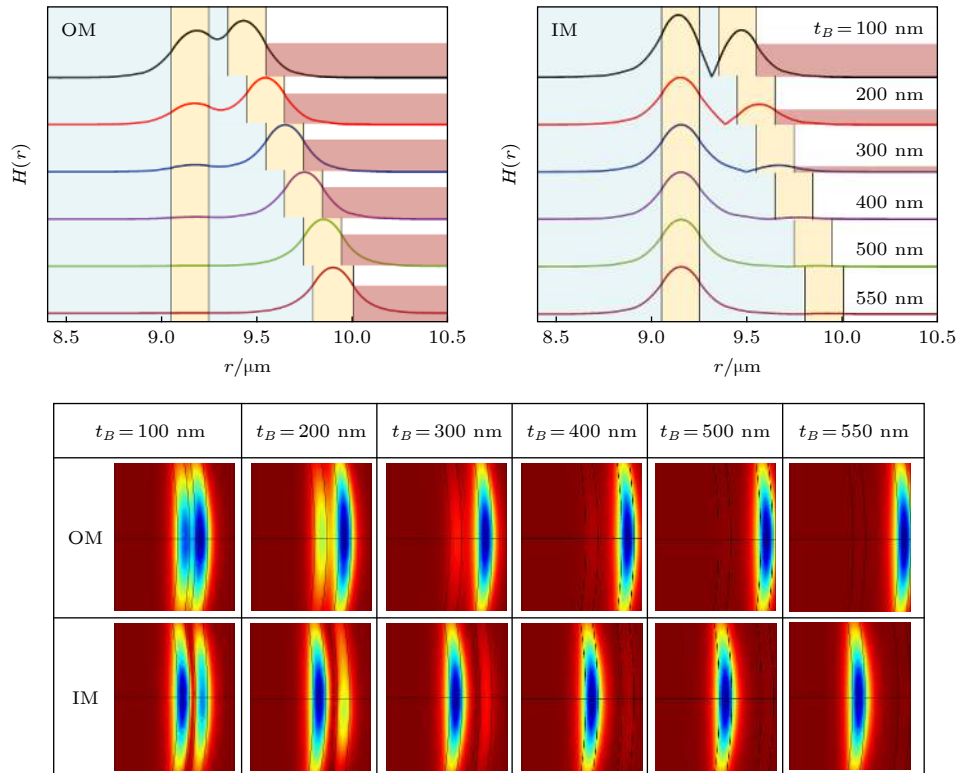 OM
H(r)
8.5 9.0 9.5 10.0 10.5
r/μm
IM
t_B=100 nm
200 nm
300 nm
400 nm
500 nm
550 nm
H(r)
8.5 9.0 9.5 10.0 10.5
r/μm
t_B=100 nm t_B=200 nm t_B=300 nm t_B=400 nm t_B=500 nm t_B=550 nm
OM
IM